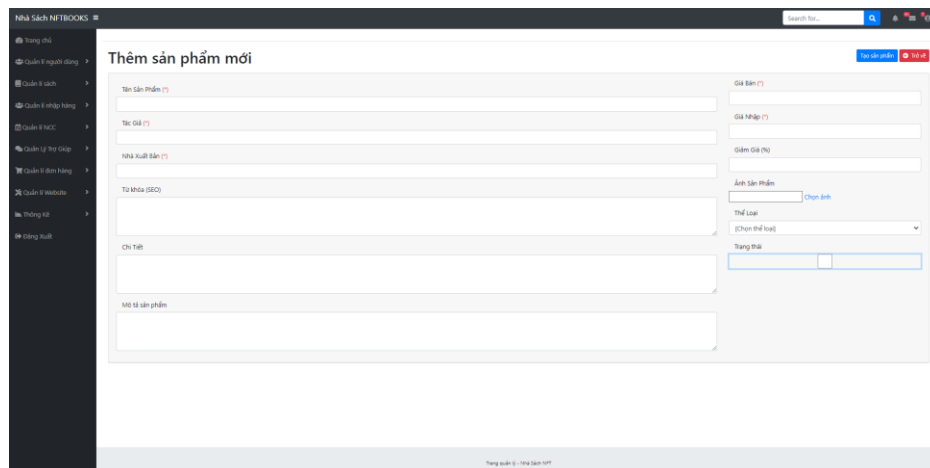 Nhà Sách NFTBOOKS
Search for...
Trang chủ
Quản lí người dùng
Quản lí sách
Quản lí nhập hàng
Quản lí NCC
Quản Lý Trợ Giúp
Quản lí đơn hàng
Quản lí Website
Thống Kê
Đăng Xuất
Thêm sản phẩm mới
Tạo sản phẩm
Trở về
Tên Sản Phẩm (*)
Tác Giả (*)
Nhà Xuất Bản (*)
Từ khóa (SEO)
Chi Tiết
Mô tả sản phẩm
Giá Bán (*)
Giá Nhập (*)
Giảm Giá (%)
Ảnh Sản Phẩm
Chọn ảnh
Thể Loại
[Chọn thể loại]
Trạng thái
Trang quản lý - Nhà Sách NFT